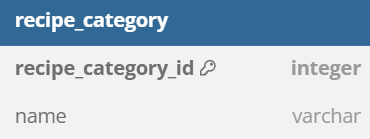 recipe_category
recipe_category_id integer
name varchar